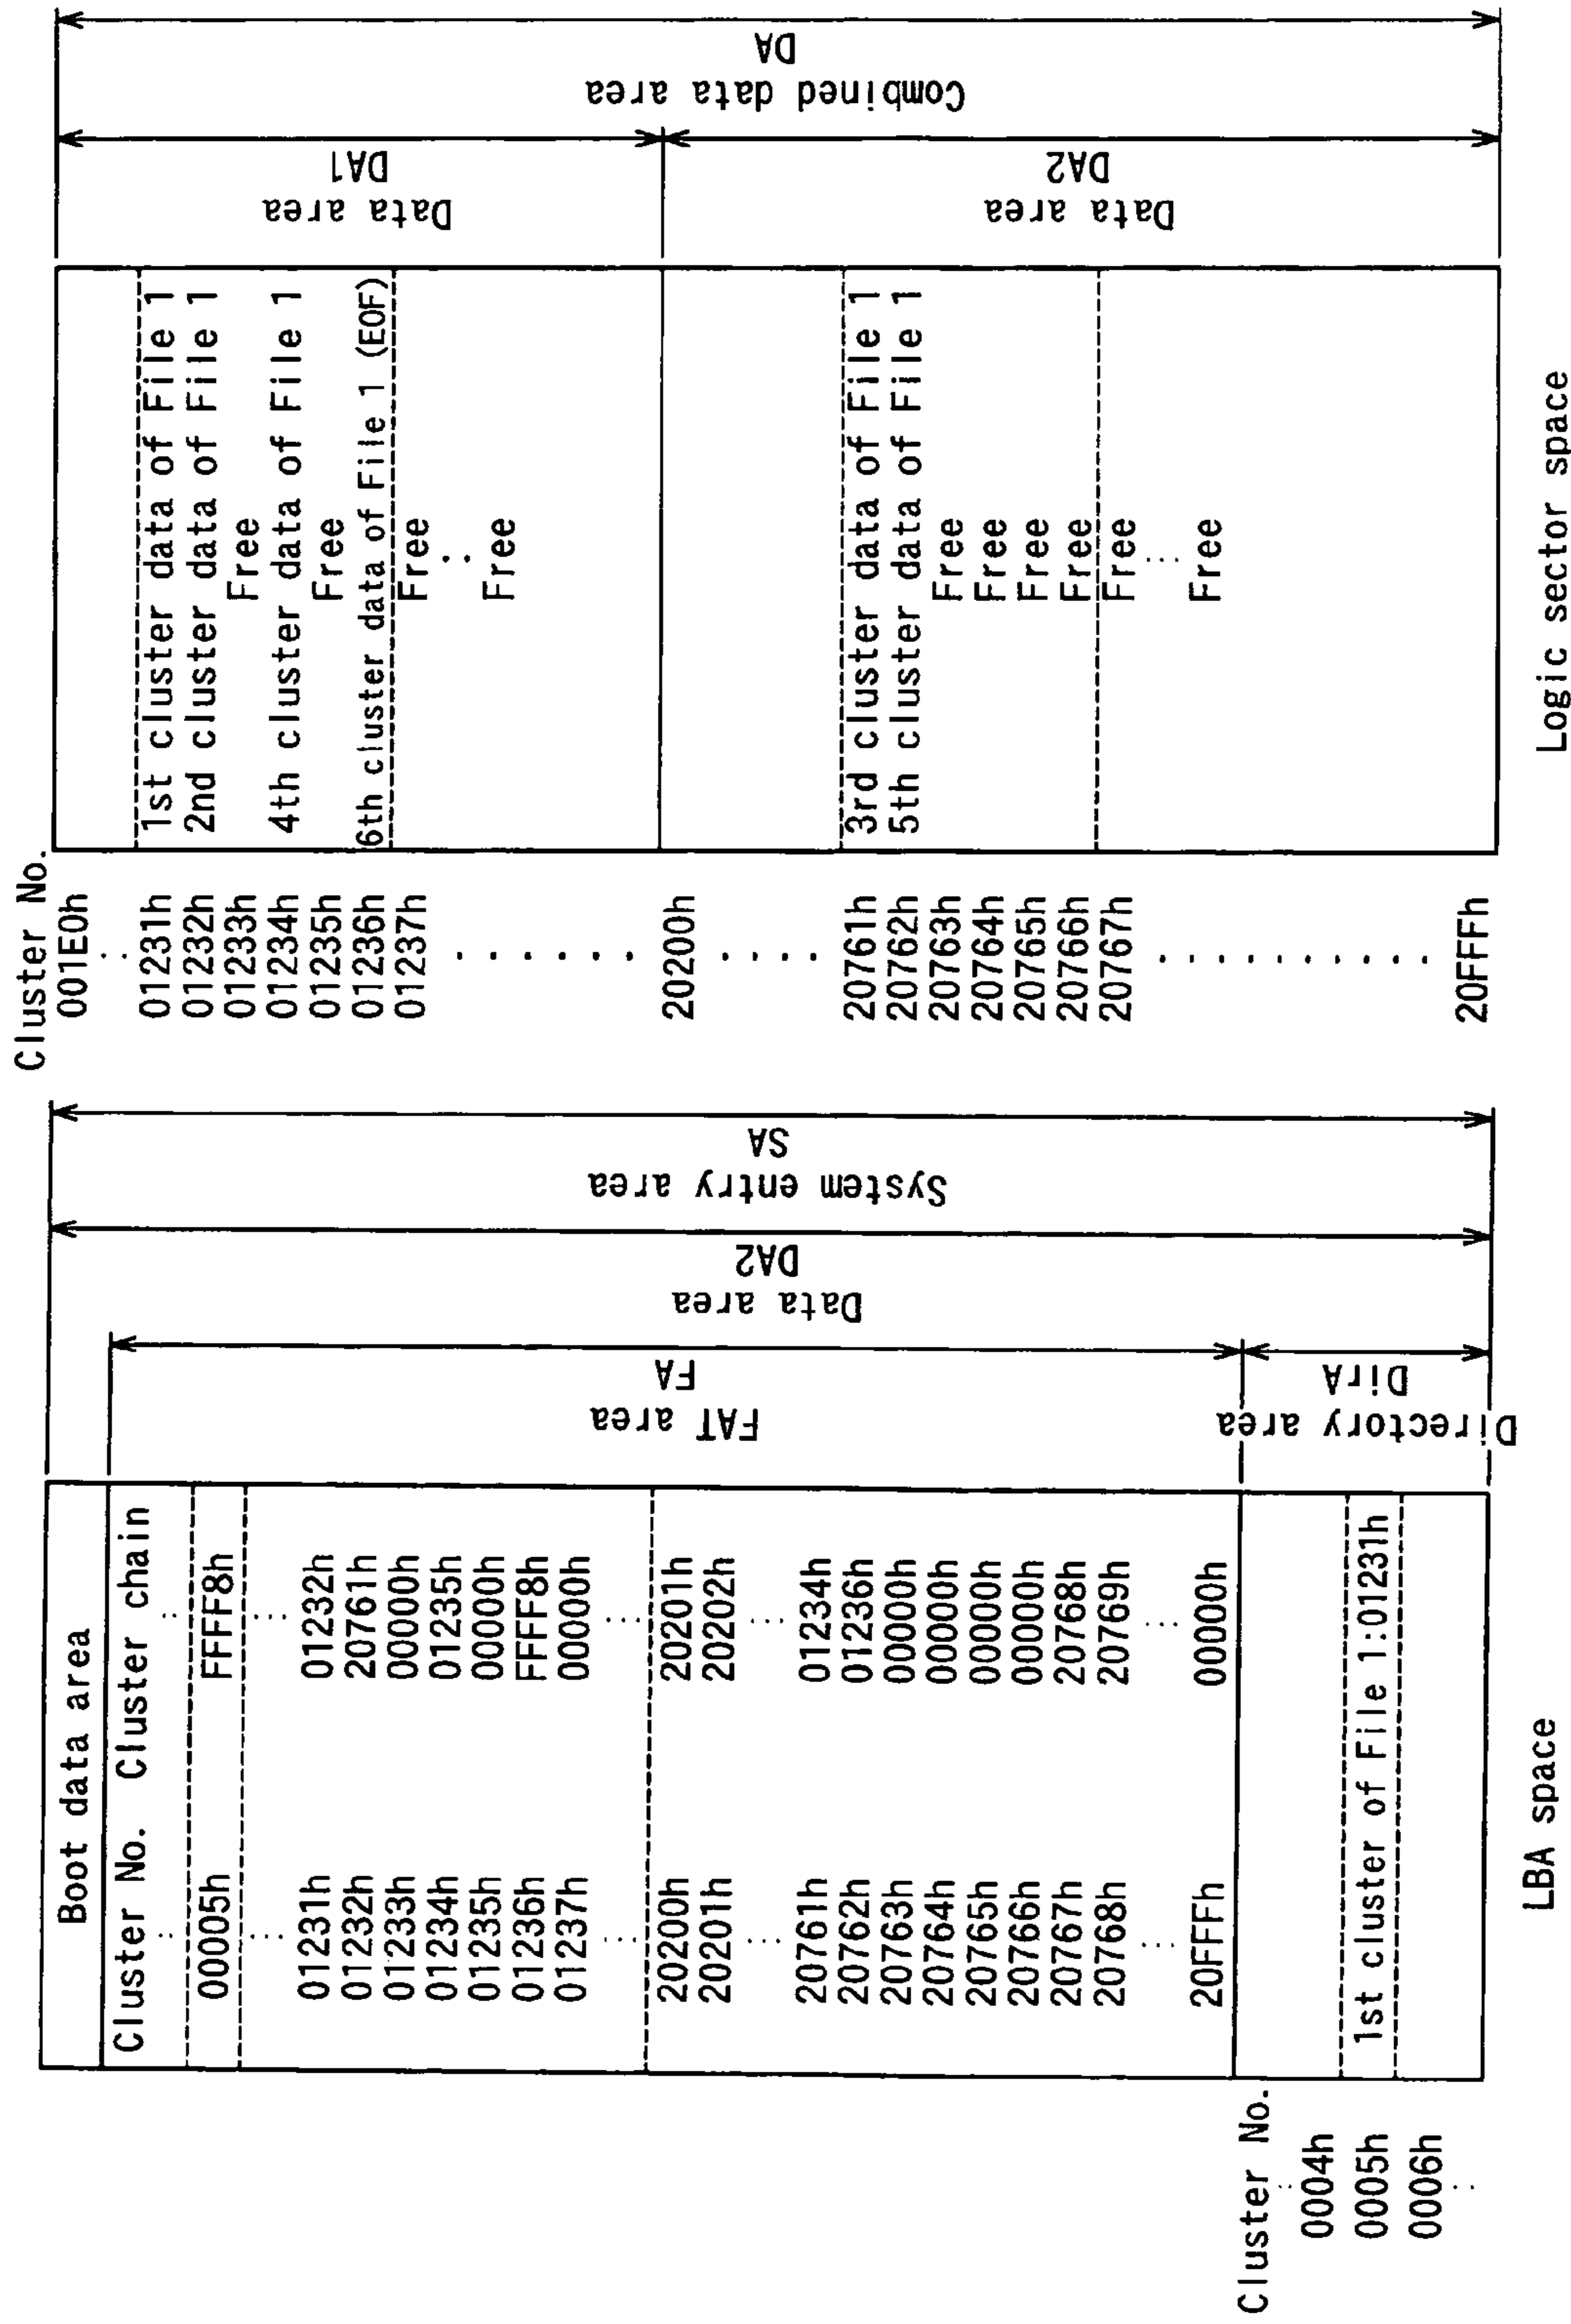 Boot data area
Cluster No. Cluster chain
00005h FFFF8h
01231h 01232h
01232h 20761h
01233h 00000h
01234h 01235h
01235h 00000h
01236h FFFF8h
01237h 00000h
20200h 20201h
20201h 20202h
20761h 01234h
20762h 01236h
20763h 00000h
20764h 00000h
20765h 00000h
20766h 00000h
20767h 20768h
20768h 20769h
20FFFh 00000h
Cluster No.
0004h
0005h 1st cluster of File 1:01231h
0006h
LBA space
FAT area
FA
Directory area
DirA
Data area
DA2
System entry area
SA
Cluster No.
001E0h
01231h 1st cluster data of File 1
01232h 2nd cluster data of File 1
01233h Free
01234h 4th cluster data of File 1
01235h Free
01236h 6th cluster data of File 1 (EOF)
01237h Free
Free
20200h
20761h 3rd cluster data of File 1
20762h 5th cluster data of File 1
20763h Free
20764h Free
20765h Free
20766h Free
20767h Free
Free
20FFFh
Logic sector space
Data area
DA1
Data area
DA2
Combined data area
DA